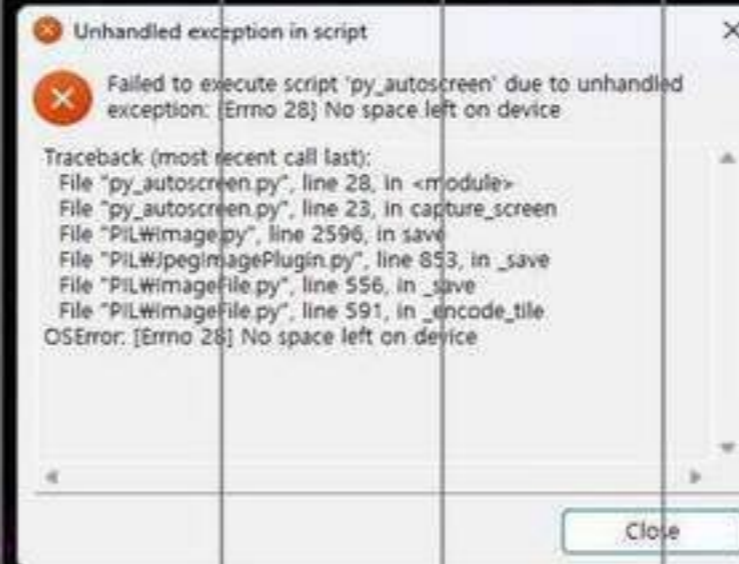 Unhandled exception in script
Failed to execute script 'py_autoscreen' due to unhandled
exception: [Errno 28] No space left on device
Traceback (most recent call last):
File "py_autoscreen.py", line 28, in <module>
File "py_autoscreen.py", line 23, in capture_screen
File "PIL₩Image.py", line 2596, in save
File "PIL₩JpegImagePlugin.py", line 853, in _save
File "PIL₩ImageFile.py", line 556, in _save
File "PIL₩ImageFile.py", line 591, in _encode_tile
OSError: [Errno 28] No space left on device
Close